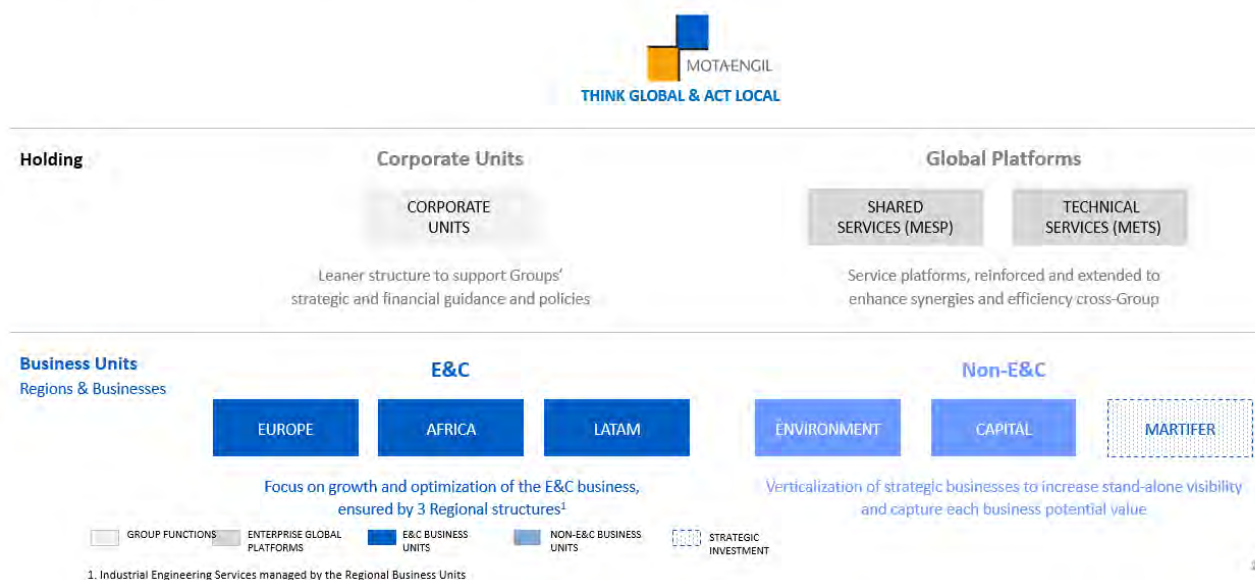 MOTA-ENGIL
THINK GLOBAL & ACT LOCAL
Holding
Corporate Units
Global Platforms
CORPORATE
UNITS
SHARED
SERVICES (MESP)
TECHNICAL
SERVICES (METS)
Leaner structure to support Groups'
strategic and financial guidance and policies
Service platforms, reinforced and extended to
enhance synergies and efficiency cross-Group
Business Units
Regions & Businesses
E&C
Non-E&C
EUROPE
AFRICA
LATAM
ENVIRONMENT
CAPITAL
MARTIFER
Focus on growth and optimization of the E&C business,
ensured by 3 Regional structures¹
Verticalization of strategic businesses to increase stand-alone visibility
and capture each business potential value
GROUP FUNCTIONS
ENTERPRISE GLOBAL
PLATFORMS
E&C BUSINESS
UNITS
NON-E&C BUSINESS
UNITS
STRATEGIC
INVESTMENT
1. Industrial Engineering Services managed by the Regional Business Units